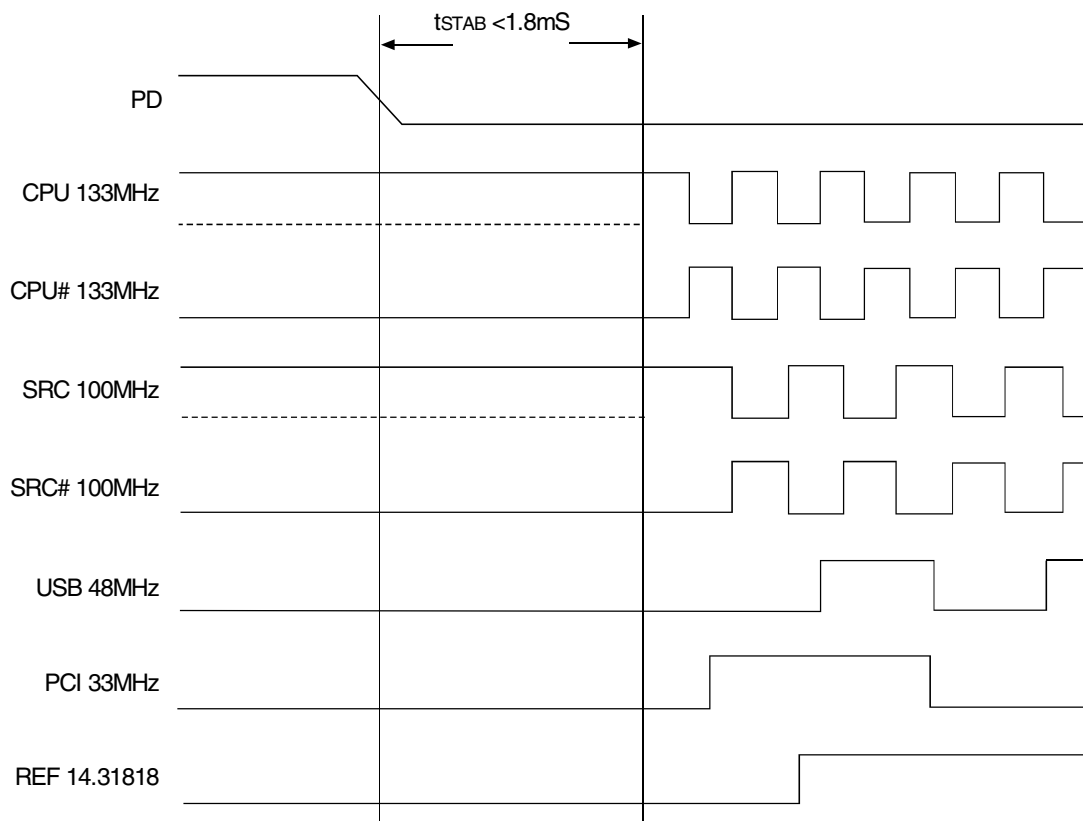 tSTAB <1.8mS
PD
CPU 133MHz
CPU# 133MHz
SRC 100MHz
SRC# 100MHz
USB 48MHz
PCI 33MHz
REF 14.31818